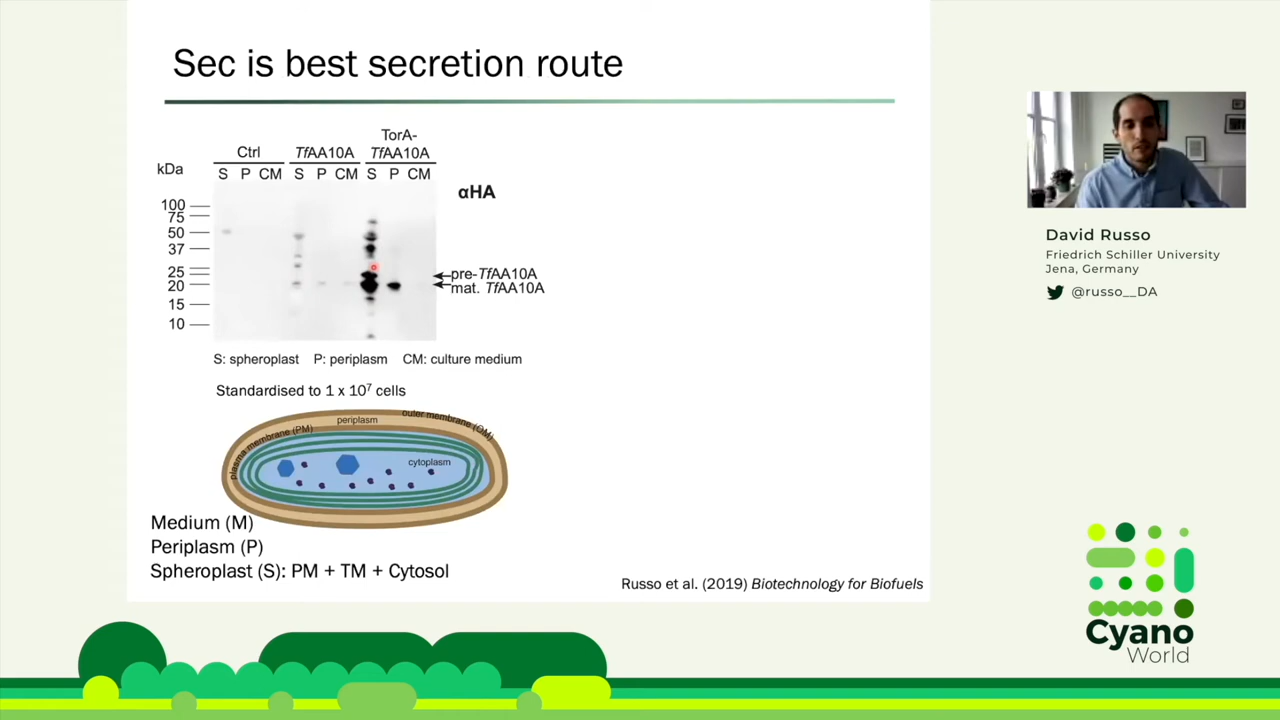 Sec is best secretion route
TorA-
Ctrl TfAA10A TfAA10A
kDa S P CM S P CM S P CM
αHA
100
75
50
37
25
20
15
10
pre-TfAA10A
mat. TfAA10A
S: spheroplast P: periplasm CM: culture medium
Standardised to 1 x 10⁷ cells
plasma membrane (PM)
periplasm
outer membrane (OM)
cytoplasm
Medium (M)
Periplasm (P)
Spheroplast (S): PM + TM + Cytosol
Russo et al. (2019) Biotechnology for Biofuels
David Russo
Friedrich Schiller University
Jena, Germany
@russo__DA
Cyano
World